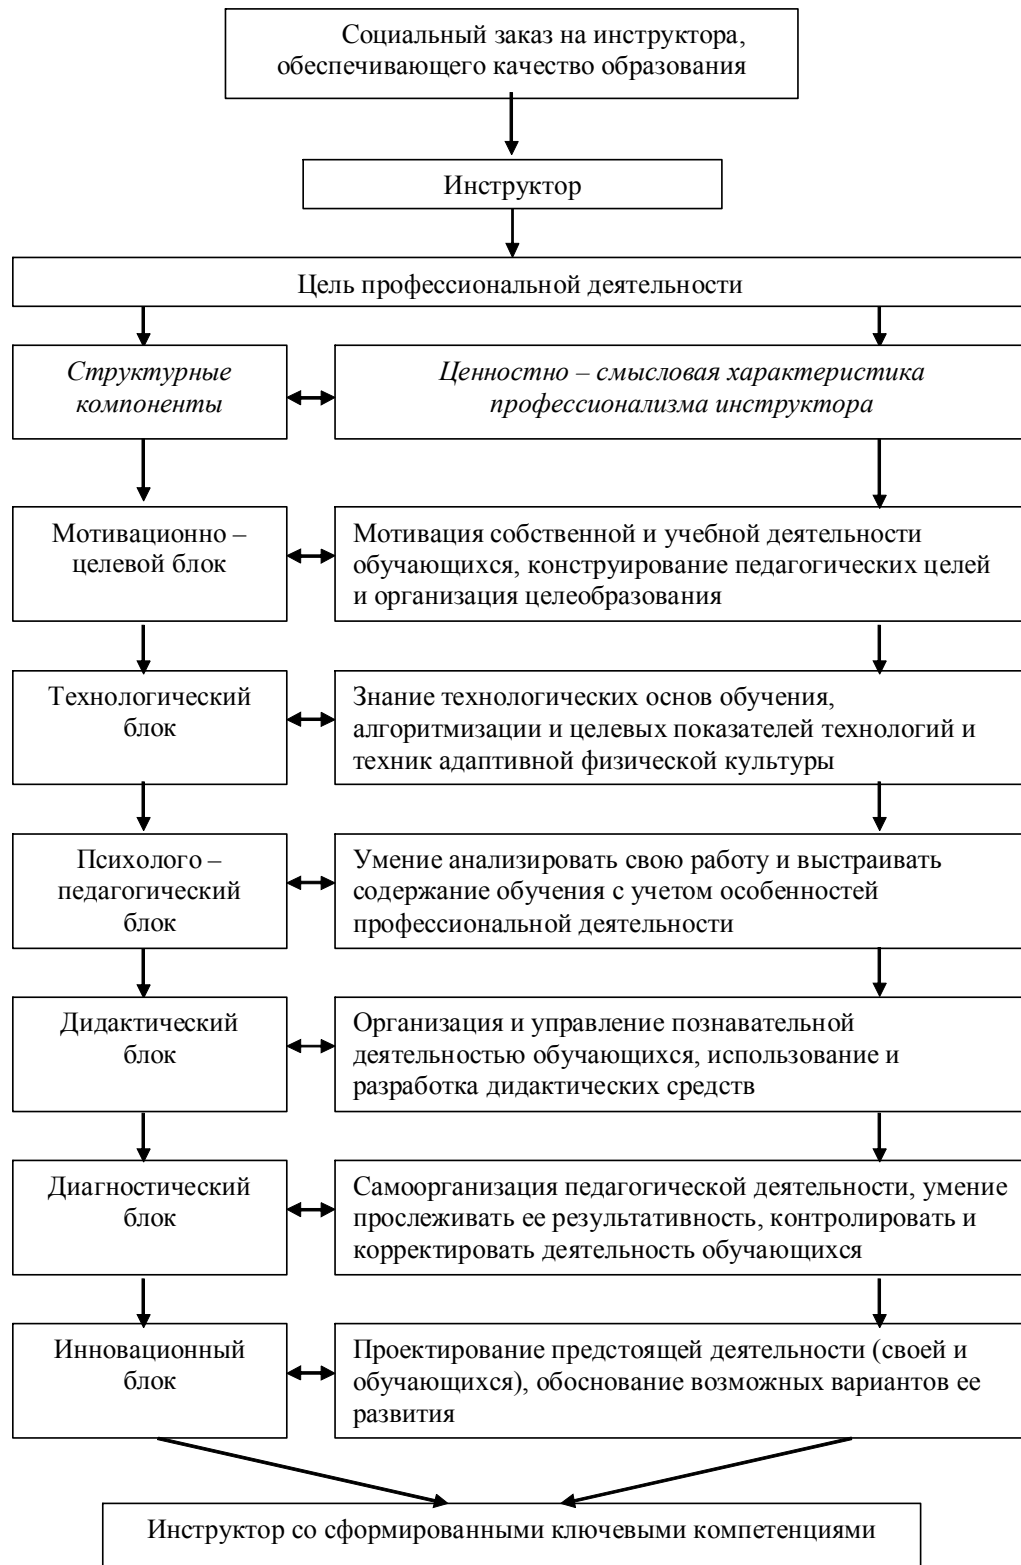 Социальный заказ на инструктора,
обеспечивающего качество образования
Инструктор
Цель профессиональной деятельности
Структурные
компоненты
Ценностно – смысловая характеристика
профессионализма инструктора
Мотивационно –
целевой блок
Мотивация собственной и учебной деятельности
обучающихся, конструирование педагогических целей
и организация целеобразования
Технологический
блок
Знание технологических основ обучения,
алгоритмизации и целевых показателей технологий и
техник адаптивной физической культуры
Психолого –
педагогический
блок
Умение анализировать свою работу и выстраивать
содержание обучения с учетом особенностей
профессиональной деятельности
Дидактический
блок
Организация и управление познавательной
деятельностью обучающихся, использование и
разработка дидактических средств
Диагностический
блок
Самоорганизация педагогической деятельности, умение
прослеживать ее результативность, контролировать и
корректировать деятельность обучающихся
Инновационный
блок
Проектирование предстоящей деятельности (своей и
обучающихся), обоснование возможных вариантов ее
развития
Инструктор со сформированными ключевыми компетенциями